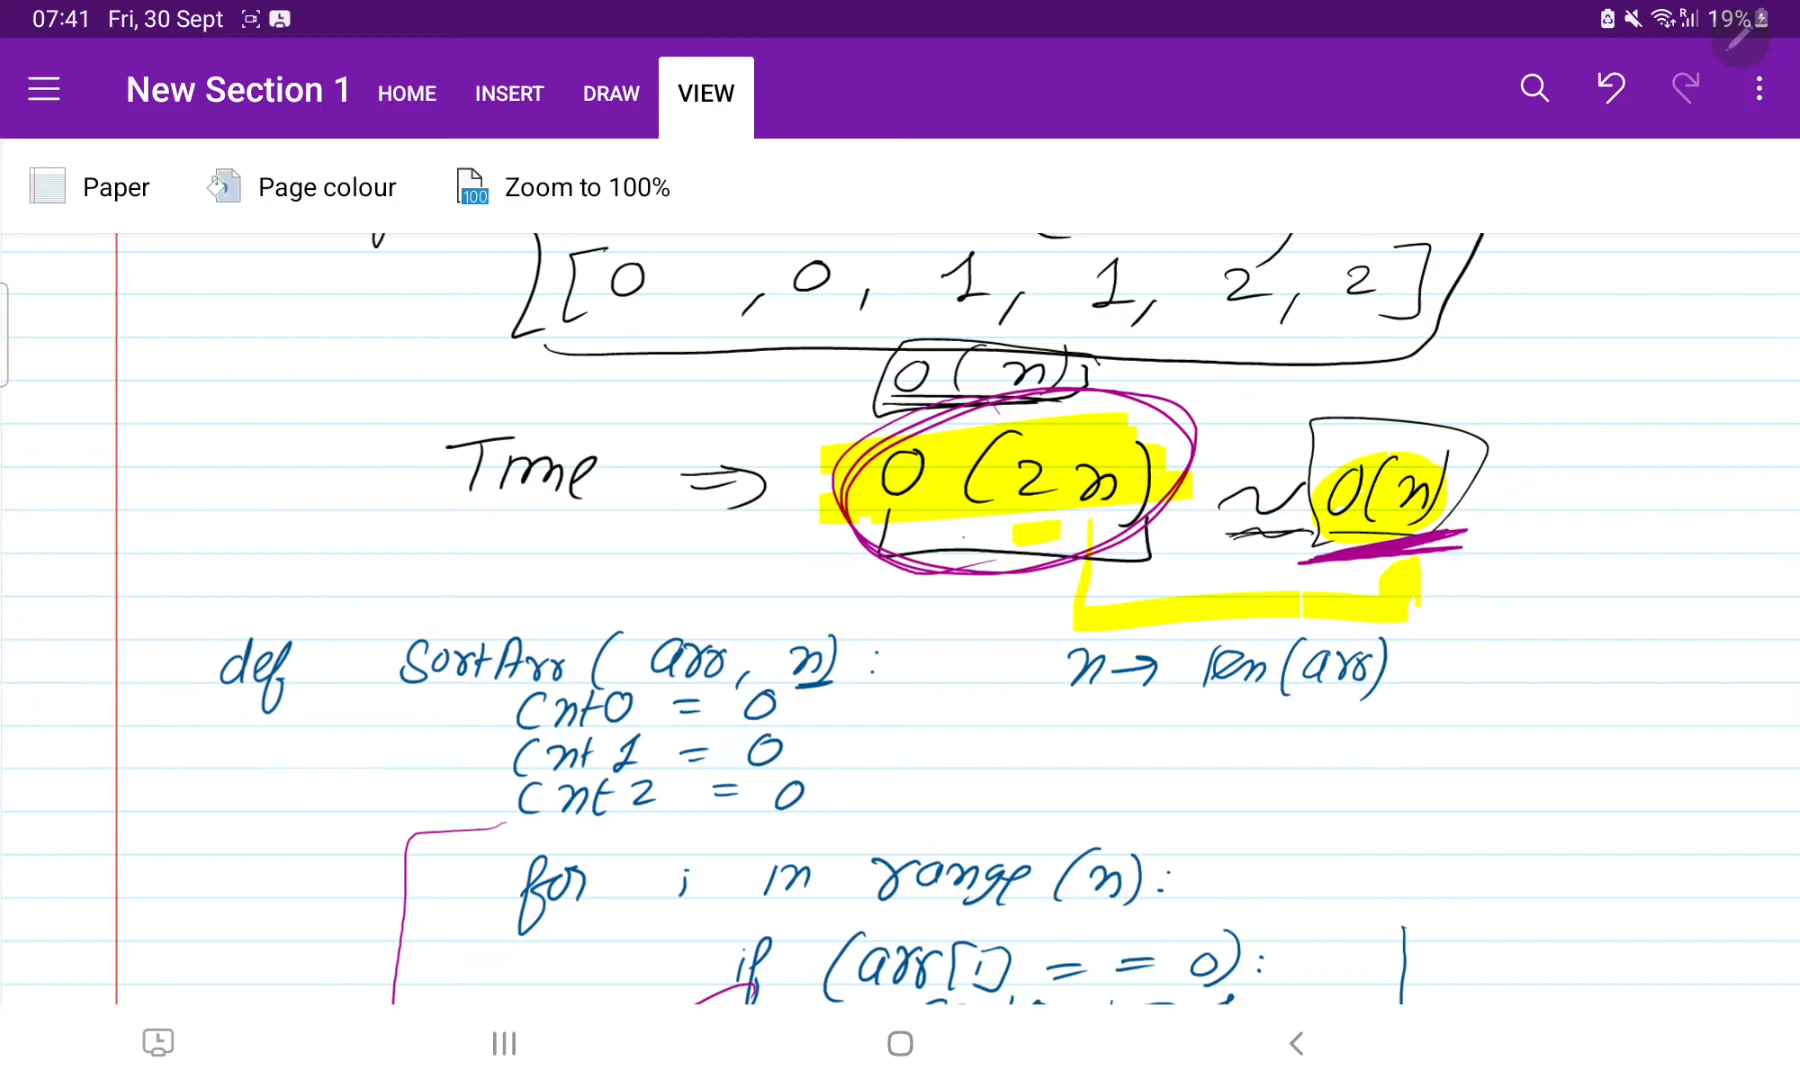 07:41 Fri, 30 Sept 19%
New Section 1 HOME INSERT DRAW VIEW
Paper Page colour Zoom to 100%
[0 , 0, 1, 1, 2, 2]
O(n)
Time ⇒ O(2n) ~ O(n)
def SortArr(arr, n): n → len(arr)
Cnt0 = 0
Cnt1 = 0
Cnt2 = 0
for i in range(n):
if (arr[i] == 0):